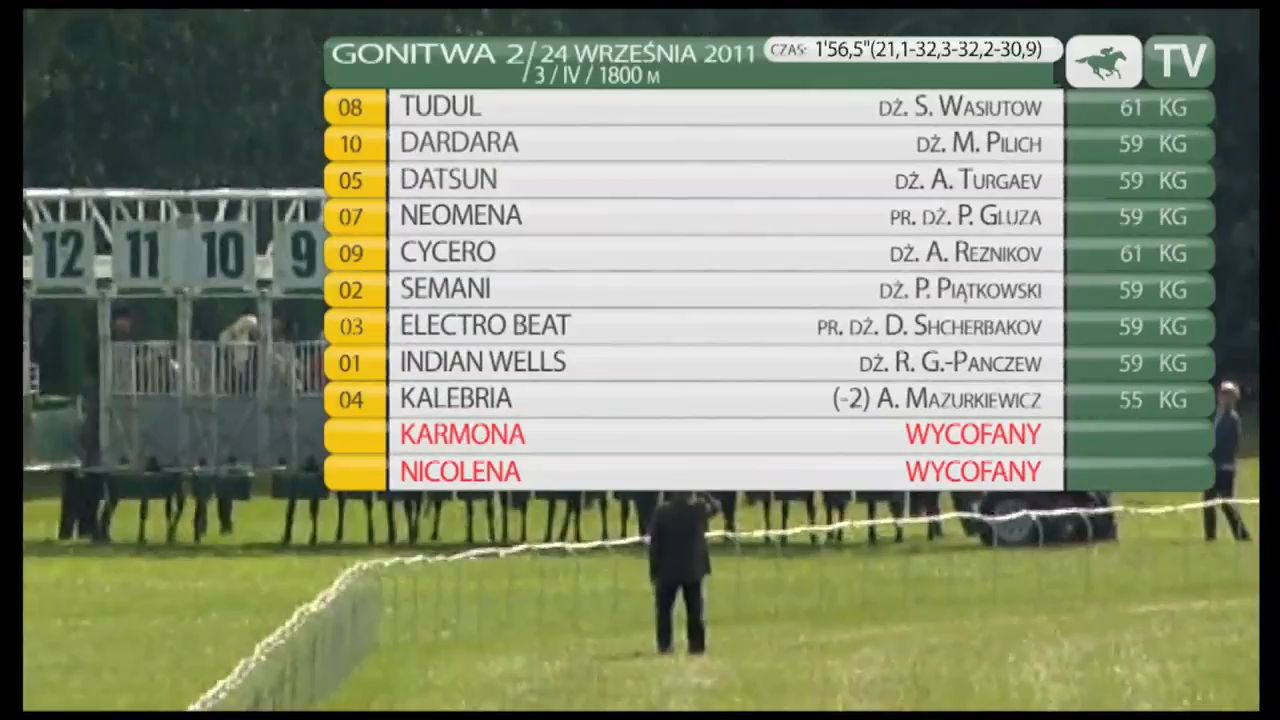 GONITWA 2/ 24 WRZEŚNIA 2011 CZAS: 1'56,5"(21,1-32,3-32,2-30,9) TV
3 / IV / 1800 M
08 TUDUL DŻ. S. WASIUTOW 61 KG
10 DARDARA DŻ. M. PILICH 59 KG
05 DATSUN DŻ. A. TURGAEV 59 KG
07 NEOMENA PR. DŻ. P. GLUZA 59 KG
09 CYCERO DŻ. A. REZNIKOV 61 KG
02 SEMANI DŻ. P. PIĄTKOWSKI 59 KG
03 ELECTRO BEAT PR. DŻ. D. SHCHERBAKOV 59 KG
01 INDIAN WELLS DŻ. R. G.-PANCZEW 59 KG
04 KALEBRIA (-2) A. MAZURKIEWICZ 55 KG
KARMONA WYCOFANY
NICOLENA WYCOFANY
12 11 10 9